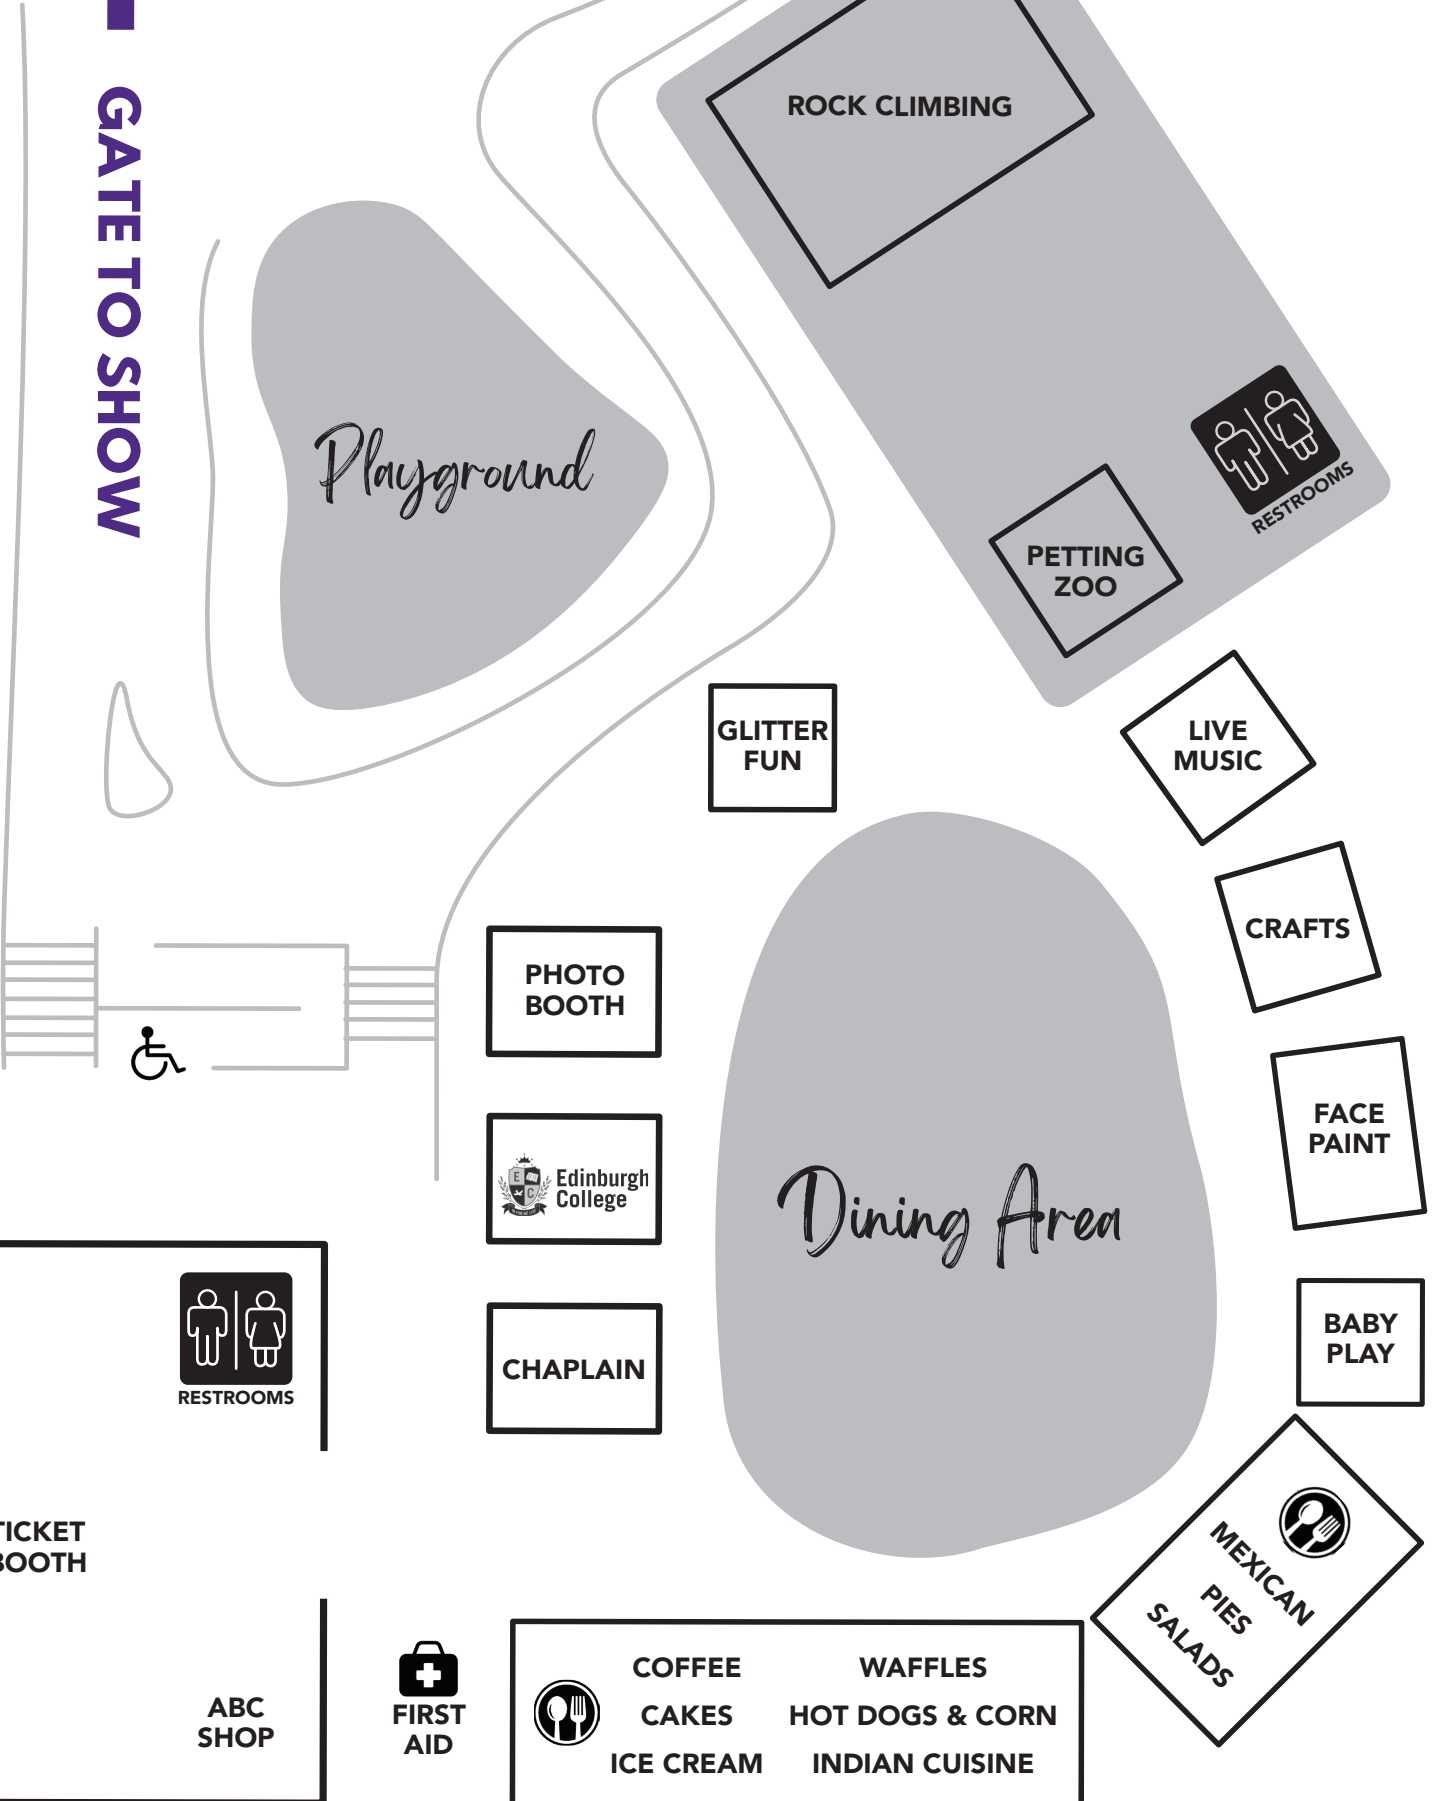 GATE TO SHOW
ROCK CLIMBING
RESTROOMS
Playground
PETTING
ZOO
GLITTER
FUN
LIVE
MUSIC
CRAFTS
PHOTO
BOOTH
FACE
PAINT
E
C
Edinburgh
College
Dining Area
RESTROOMS
CHAPLAIN
BABY
PLAY
MEXICAN
PIES
SALADS
TICKET
BOOTH
ABC
SHOP
FIRST
AID
COFFEE
CAKES
ICE CREAM
WAFFLES
HOT DOGS & CORN
INDIAN CUISINE